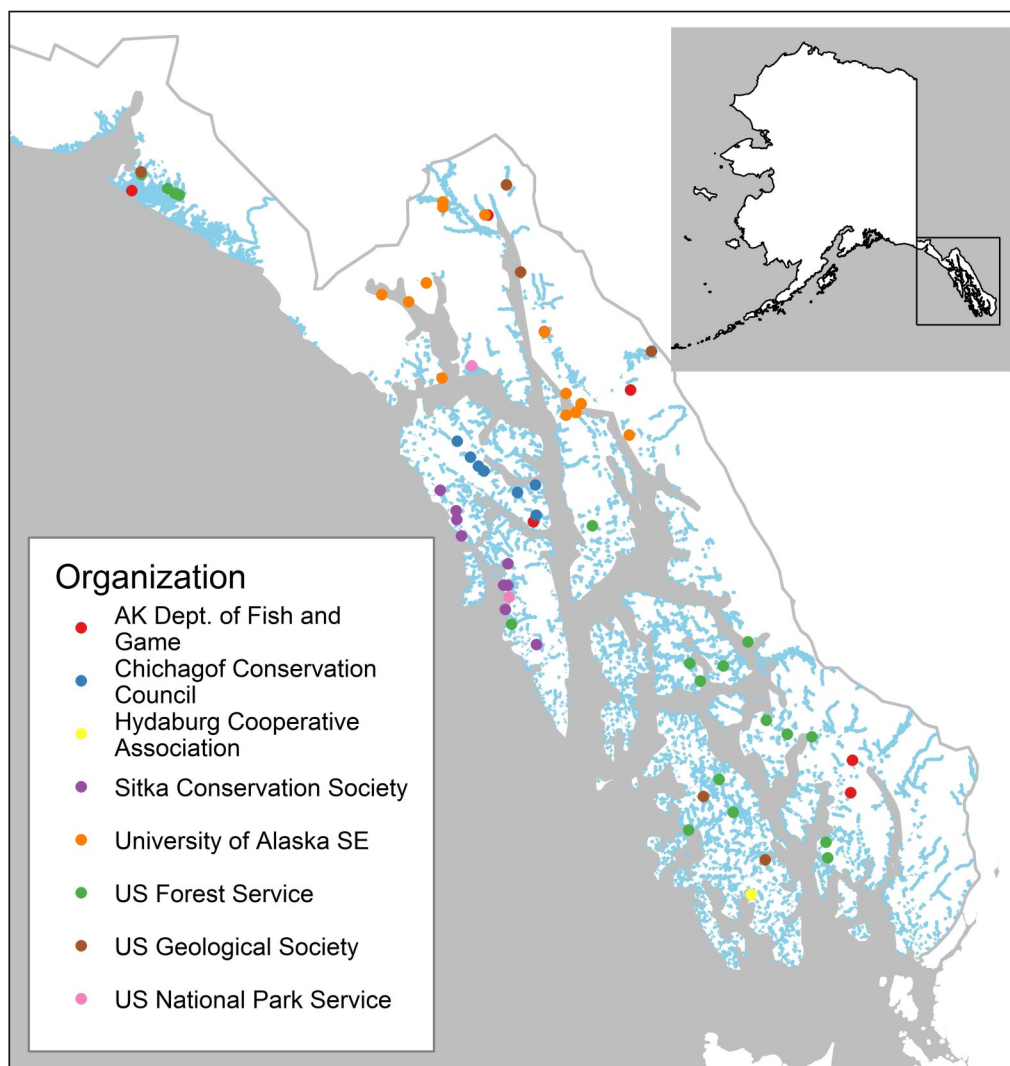 Organization
AK Dept. of Fish and
Game
Chichagof Conservation
Council
Hydaburg Cooperative
Association
Sitka Conservation Society
University of Alaska SE
US Forest Service
US Geological Society
US National Park Service